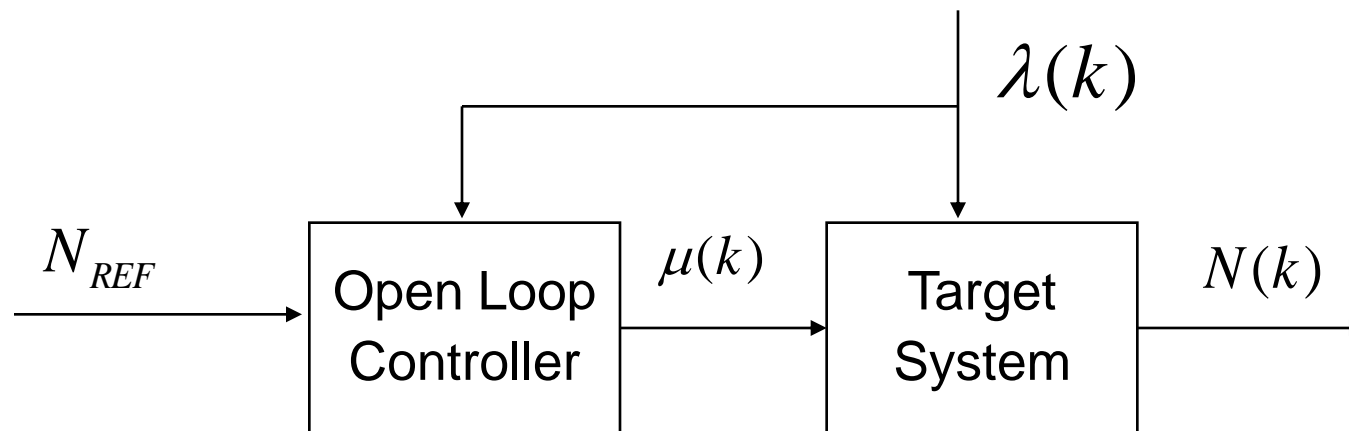 λ(k)
N_REF
Open Loop
Controller
μ(k)
Target
System
N(k)